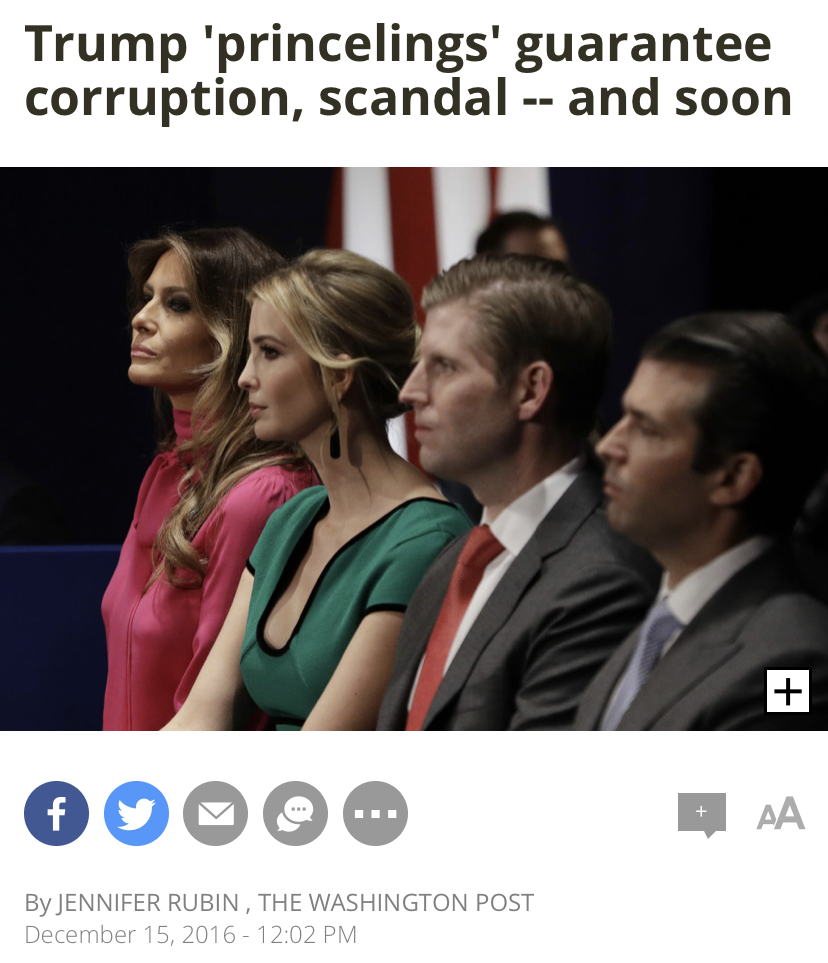 Trump 'princelings' guarantee
corruption, scandal -- and soon
AA
By JENNIFER RUBIN , THE WASHINGTON POST
December 15, 2016 - 12:02 PM